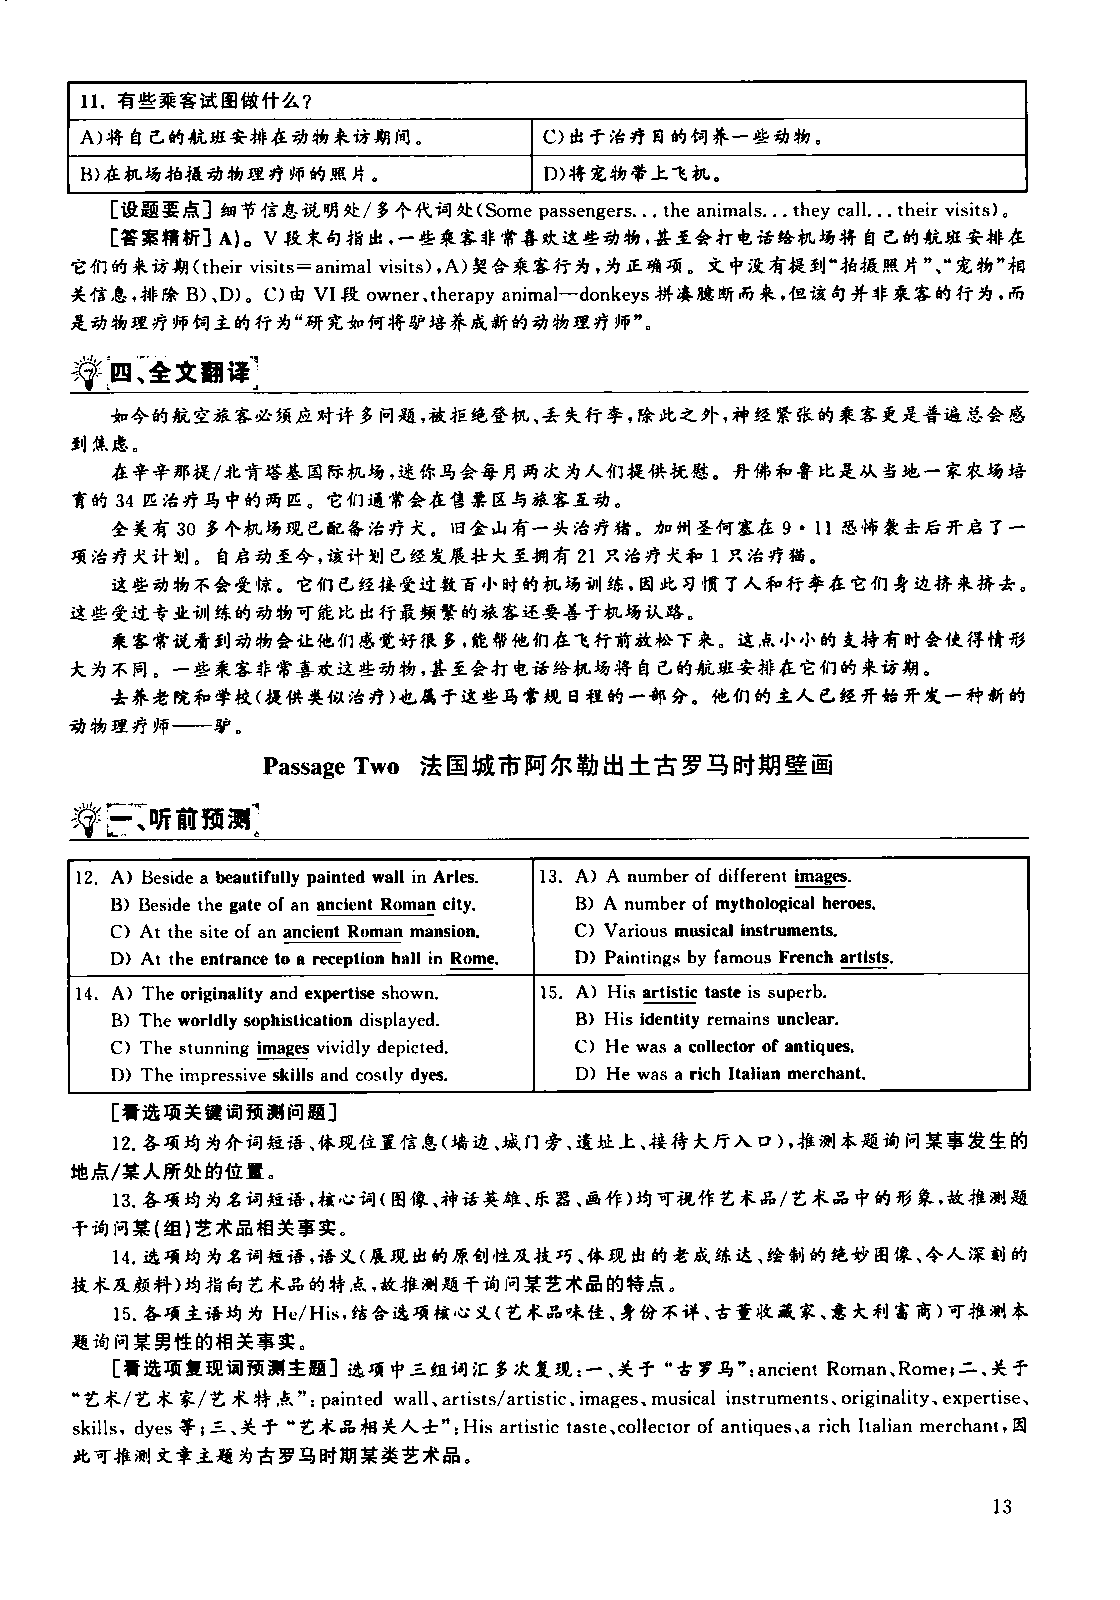 11. 有些乘客试图做什么?
A)将自己的航班安排在动物来访期间。
C)出于治疗目的饲养一些动物。
B)在机场拍摄动物理疗师的照片。
D)将宠物带上飞机。
[设题要点] 细节信息说明处/多个代词处(Some passengers... the animals... they call... their visits)。
[答案精析] A)。V 段末句指出,一些乘客非常喜欢这些动物,甚至会打电话给机场将自己的航班安排在
它们的来访期(their visits=animal visits),A)契合乘客行为,为正确项。文中没有提到“拍摄照片”、“宠物”相
关信息,排除 B)、D)。C)由 VI 段 owner、therapy animal—donkeys 拼凑臆断而来,但该句并非乘客的行为,而
是动物理疗师饲主的行为“研究如何将驴培养成新的动物理疗师”。
四、全文翻译
如今的航空旅客必须应对许多问题,被拒绝登机、丢失行李,除此之外,神经紧张的乘客更是普遍总会感
到焦虑。
在辛辛那提/北肯塔基国际机场,迷你马会每月两次为人们提供抚慰。丹佛和鲁比是从当地一家农场培
育的 34 匹治疗马中的两匹。它们通常会在售票区与旅客互动。
全美有 30 多个机场现已配备治疗犬。旧金山有一头治疗猪。加州圣何塞在 9·11 恐怖袭击后开启了一
项治疗犬计划。自启动至今,该计划已经发展壮大至拥有 21 只治疗犬和 1 只治疗猫。
这些动物不会受惊。它们已经接受过数百小时的机场训练,因此习惯了人和行李在它们身边挤来挤去。
这些受过专业训练的动物可能比出行最频繁的旅客还要善于机场认路。
乘客常说看到动物会让他们感觉好很多,能帮他们在飞行前放松下来。这点小小的支持有时会使得情形
大为不同。一些乘客非常喜欢这些动物,甚至会打电话给机场将自己的航班安排在它们的来访期。
去养老院和学校(提供类似治疗)也属于这些马常规日程的一部分。他们的主人已经开始开发一种新的
动物理疗师——驴。
Passage Two 法国城市阿尔勒出土古罗马时期壁画
一、听前预测
12. A) Beside a beautifully painted wall in Arles.
B) Beside the gate of an ancient Roman city.
C) At the site of an ancient Roman mansion.
D) At the entrance to a reception hall in Rome.
13. A) A number of different images.
B) A number of mythological heroes.
C) Various musical instruments.
D) Paintings by famous French artists.
14. A) The originality and expertise shown.
B) The worldly sophistication displayed.
C) The stunning images vividly depicted.
D) The impressive skills and costly dyes.
15. A) His artistic taste is superb.
B) His identity remains unclear.
C) He was a collector of antiques.
D) He was a rich Italian merchant.
[看选项关键词预测问题]
12. 各项均为介词短语、体现位置信息(墙边、城门旁、遗址上、接待大厅入口),推测本题询问某事发生的
地点/某人所处的位置。
13. 各项均为名词短语,核心词(图像、神话英雄、乐器、画作)均可视作艺术品/艺术品中的形象,故推测题
干询问某(组)艺术品相关事实。
14. 选项均为名词短语,语义(展现出的原创性及技巧、体现出的老成练达、绘制的绝妙图像、令人深刻的
技术及颜料)均指向艺术品的特点,故推测题干询问某艺术品的特点。
15. 各项主语均为 He/His,结合选项核心义(艺术品味佳、身份不详、古董收藏家、意大利富商)可推测本
题询问某男性的相关事实。
[看选项复现词预测主题] 选项中三组词汇多次复现:一、关于“古罗马”:ancient Roman、Rome;二、关于
“艺术/艺术家/艺术特点”:painted wall、artists/artistic、images、musical instruments、originality、expertise、
skills, dyes 等;三、关于“艺术品相关人士”:His artistic taste、collector of antiques、a rich Italian merchant,因
此可推测文章主题为古罗马时期某类艺术品。
13